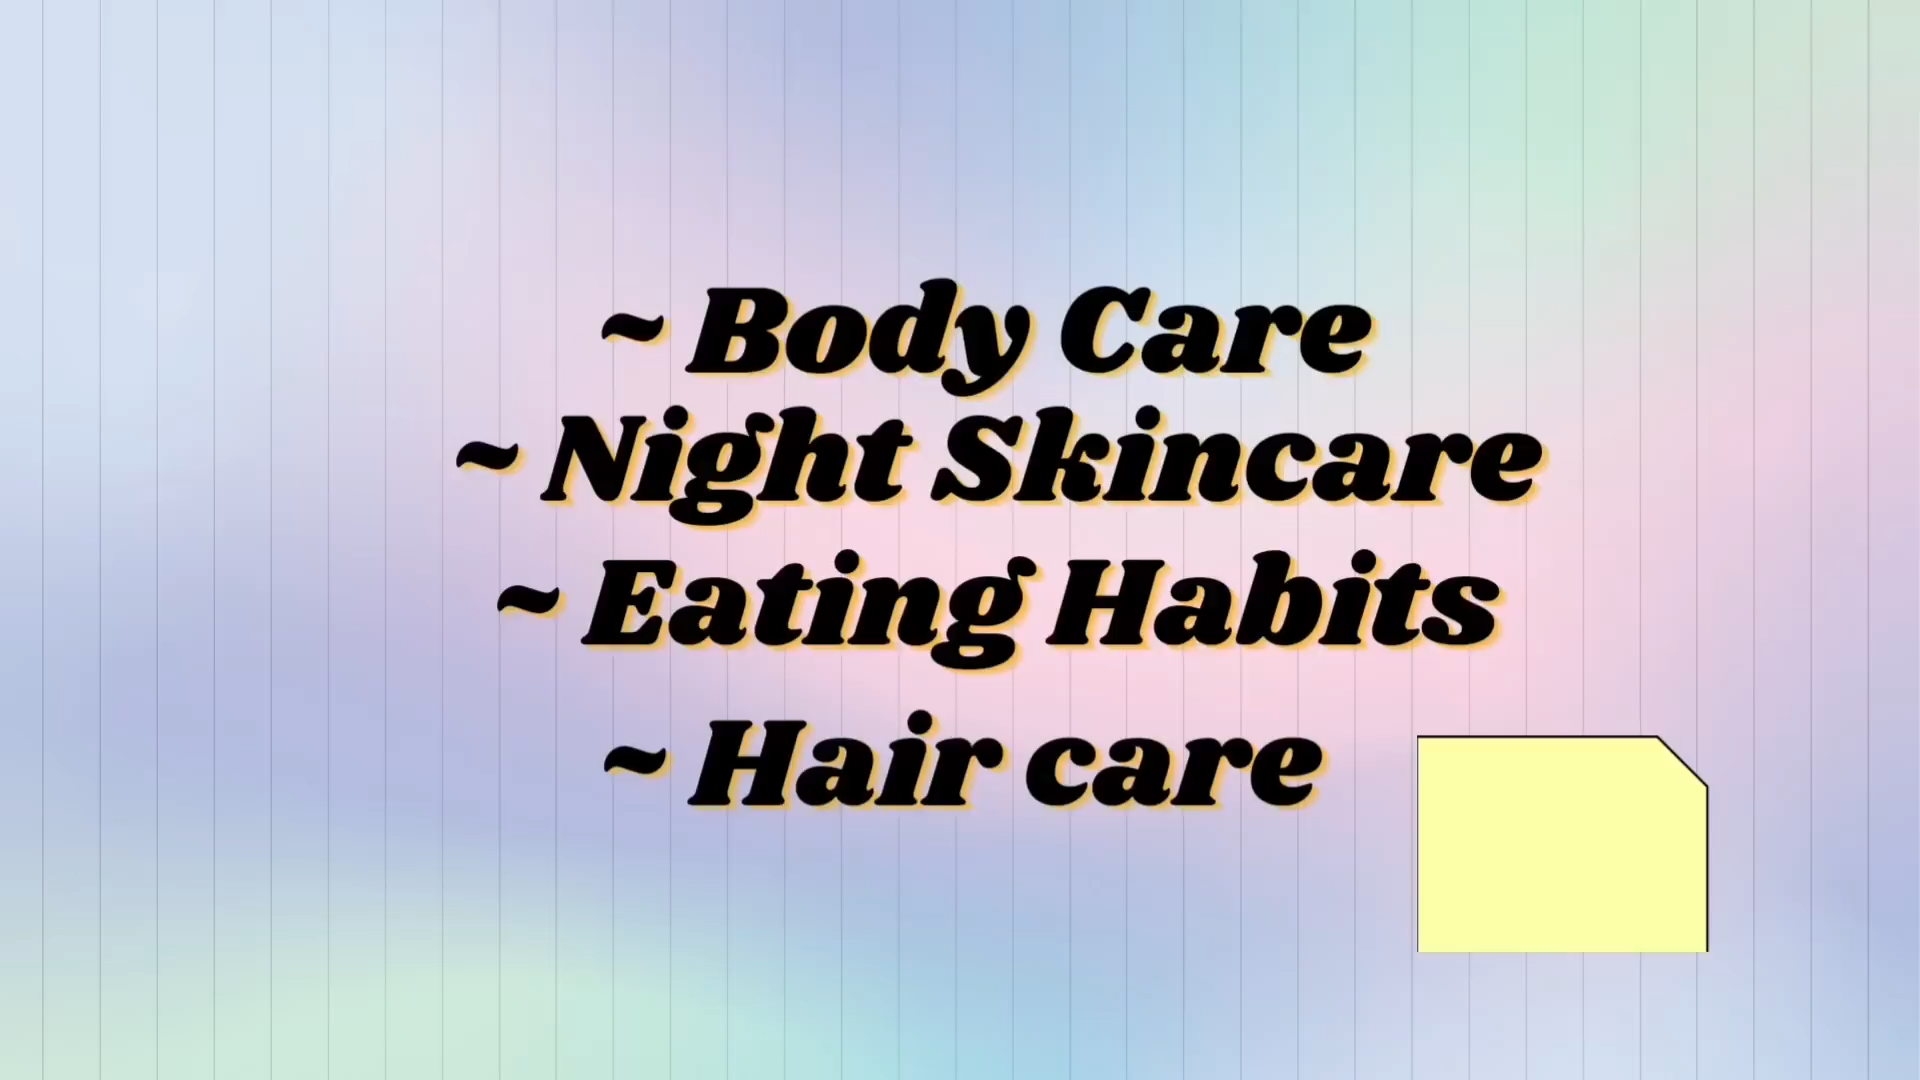 ~ Body Care
~ Night Skincare
~ Eating Habits
~ Hair care